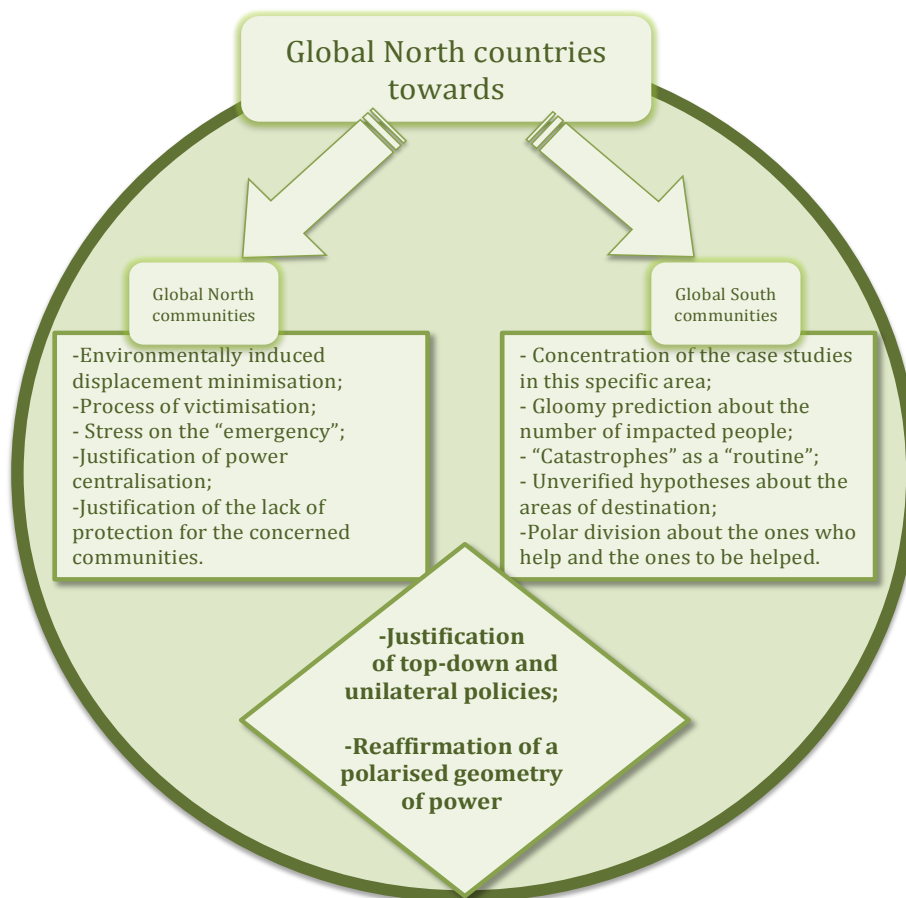 Global North countries
towards
Global North
communities
-Environmentally induced
displacement minimisation;
-Process of victimisation;
- Stress on the “emergency”;
-Justification of power
centralisation;
-Justification of the lack of
protection for the concerned
communities.
Global South
communities
- Concentration of the case studies
in this specific area;
- Gloomy prediction about the
number of impacted people;
- “Catastrophes” as a “routine”;
- Unverified hypotheses about the
areas of destination;
-Polar division about the ones who
help and the ones to be helped.
-Justification
of top-down and
unilateral policies;
-Reaffirmation of a
polarised geometry
of power